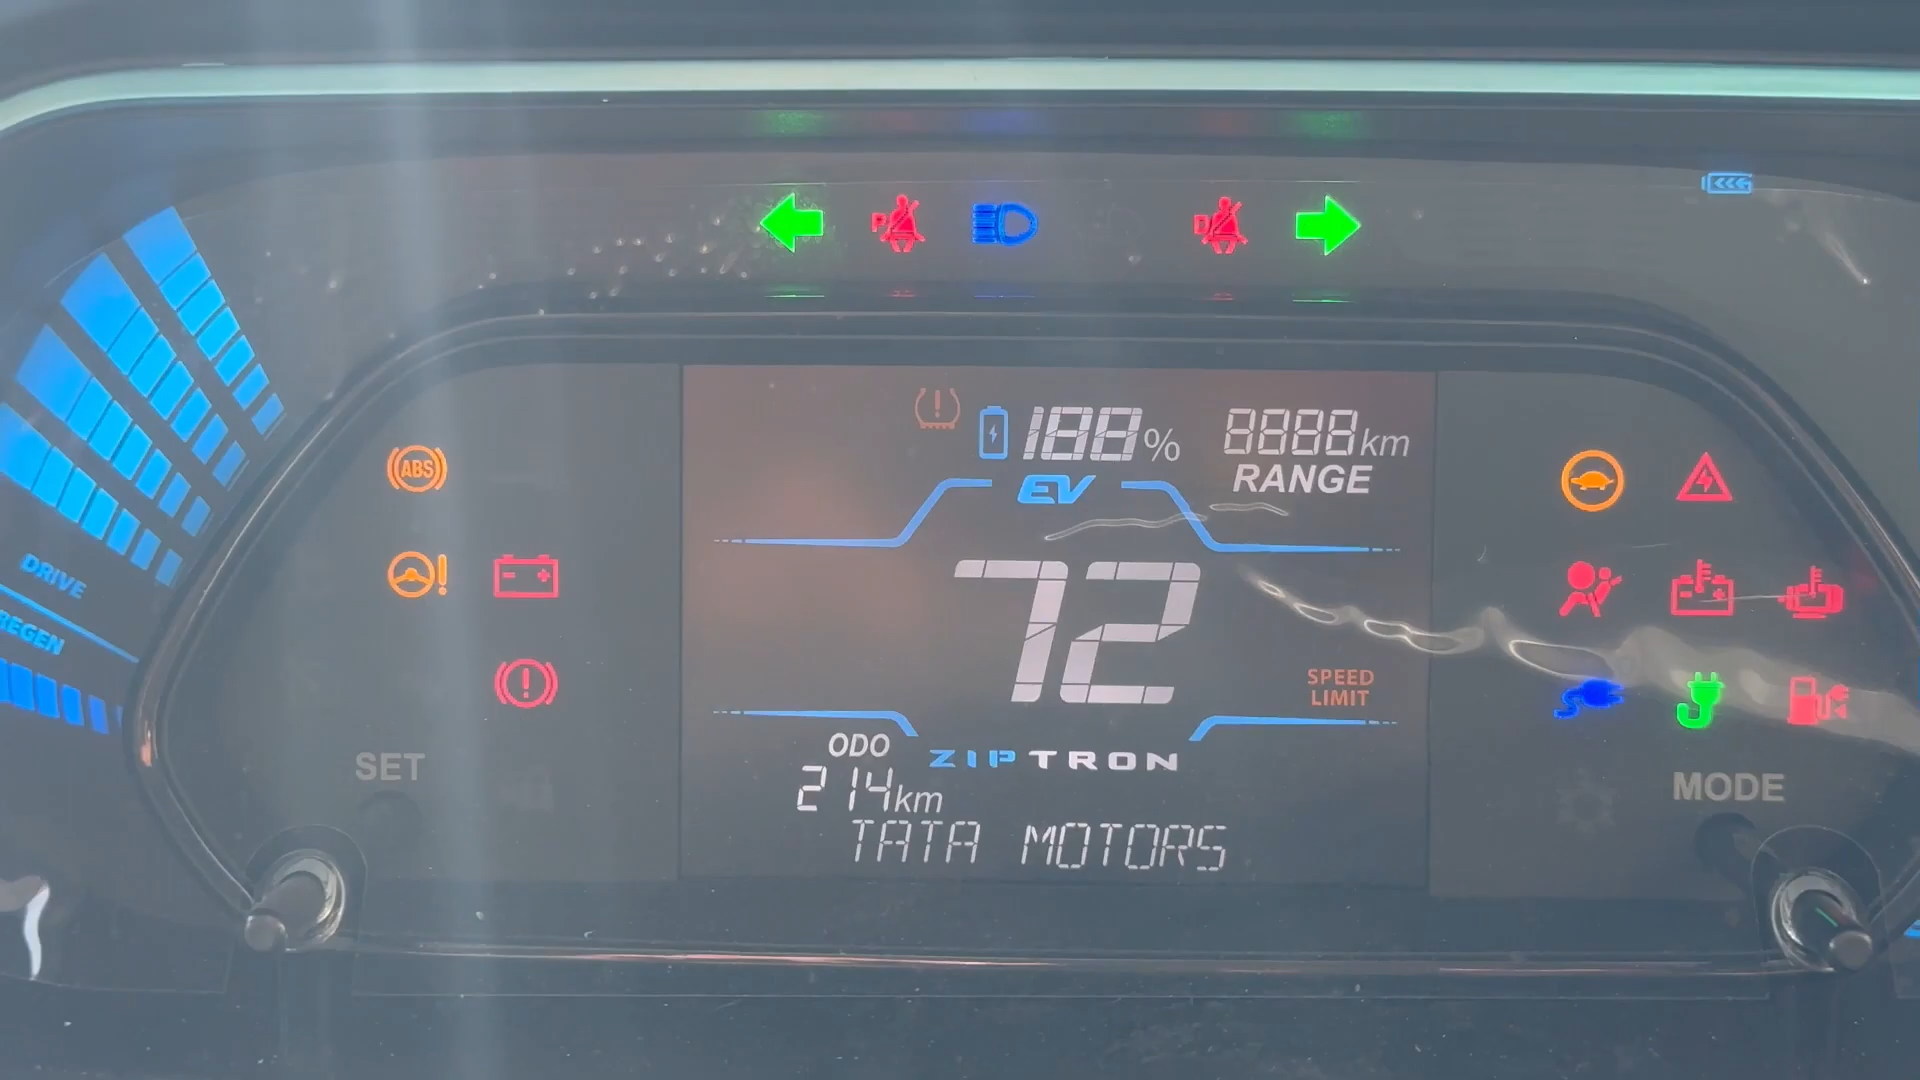 P
D
188% 8888km
EV RANGE
ABS
72
DRIVE
REGEN
SPEED
LIMIT
ODO
ZIPTRON
SET 214km MODE
TATA MOTORS